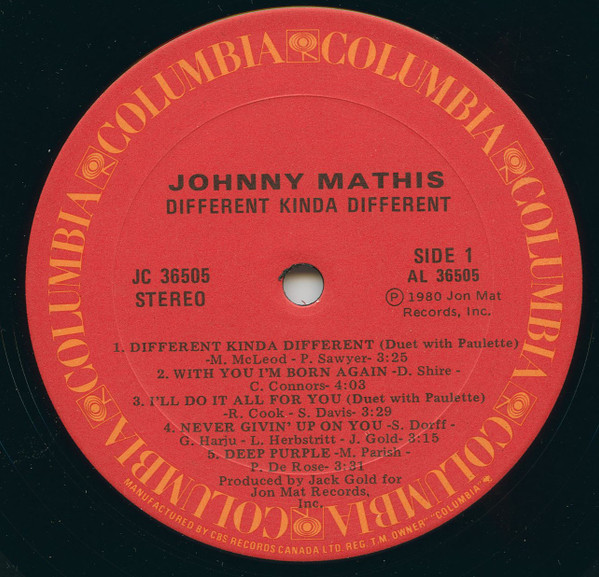 COLUMBIA COLUMBIA COLUMBIA COLUMBIA COLUMBIA COLUMBIA
JOHNNY MATHIS
DIFFERENT KINDA DIFFERENT
JC 36505
STEREO
SIDE 1
AL 36505
Ⓟ 1980 Jon Mat
Records, Inc.
1. DIFFERENT KINDA DIFFERENT (Duet with Paulette)
-M. McLeod - P. Sawyer- 3:25
2. WITH YOU I'M BORN AGAIN -D. Shire -
C. Connors- 4:03
3. I'LL DO IT ALL FOR YOU (Duet with Paulette)
-R. Cook - S. Davis- 3:29
4. NEVER GIVIN' UP ON YOU -S. Dorff -
G. Harju - L. Herbstritt - J. Gold- 3:15
5. DEEP PURPLE -M. Parish -
P. De Rose- 3:31
Produced by Jack Gold for
Jon Mat Records,
Inc.
MANUFACTURED BY CBS RECORDS CANADA LTD. REG. T.M. OWNER "COLUMBIA"